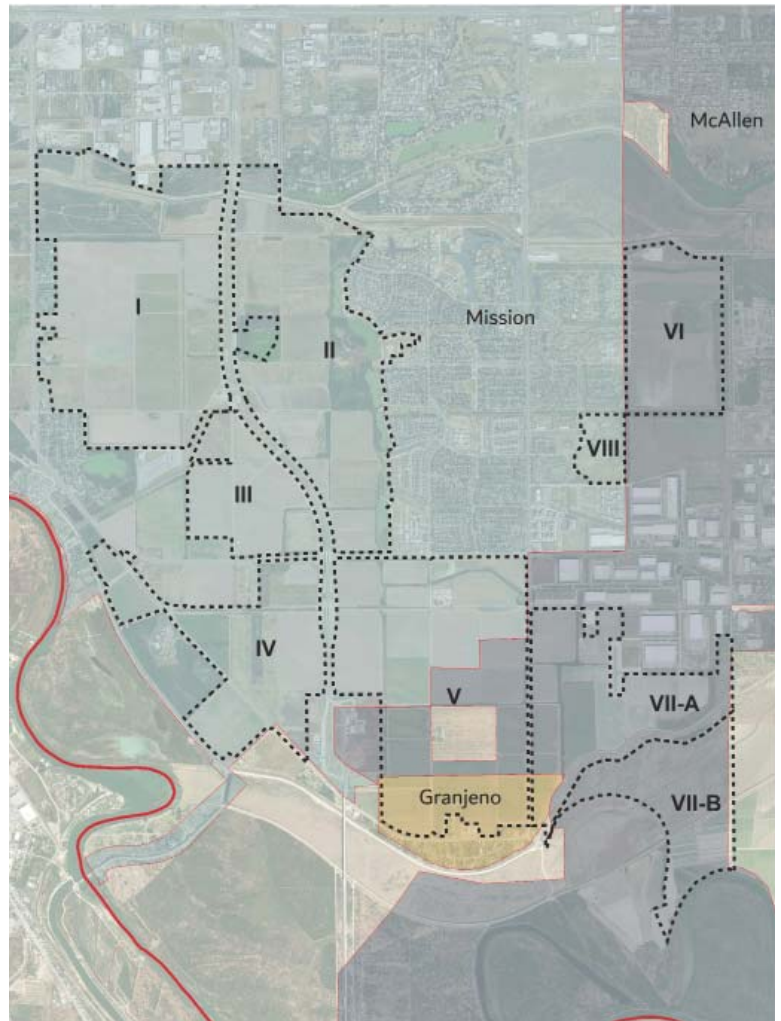 McAllen
I
II
Mission
VI
VIII
III
IV
V
VII-A
Granjeno
VII-B